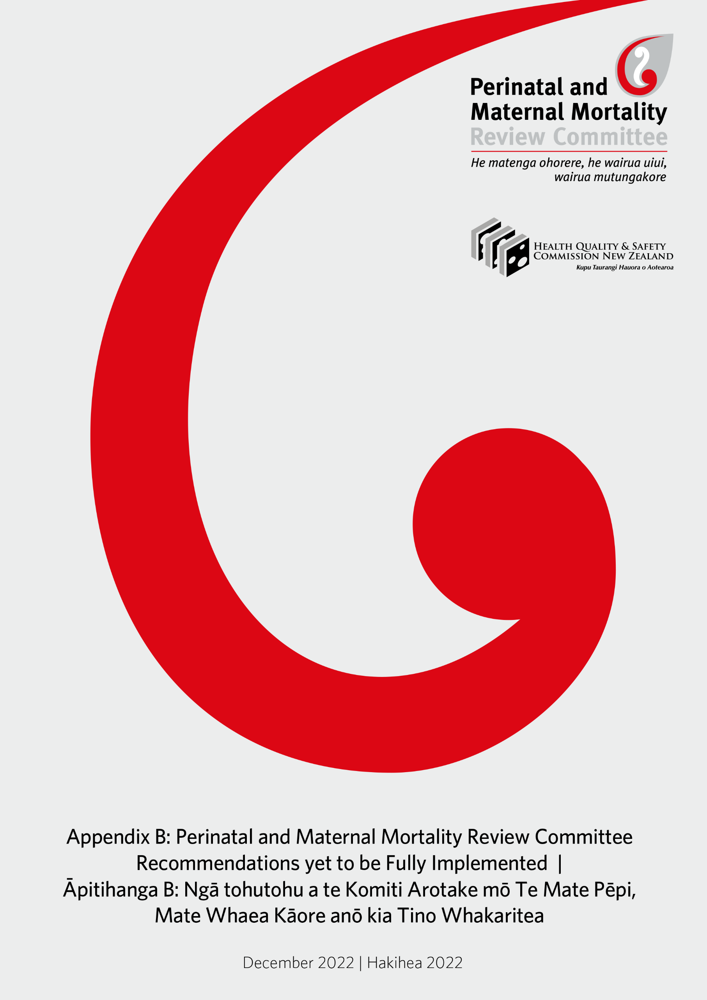 Perinatal and
Maternal Mortality
Review Committee
He matenga ohorere, he wairua uiui,
wairua mutungakore
HEALTH QUALITY & SAFETY
COMMISSION NEW ZEALAND
Kupu Taurangi Hauora o Aotearoa
Appendix B: Perinatal and Maternal Mortality Review Committee
Recommendations yet to be Fully Implemented |
Āpitihanga B: Ngā tohutohu a te Komiti Arotake mō Te Mate Pēpi,
Mate Whaea Kāore anō kia Tino Whakaritea
December 2022 | Hakihea 2022